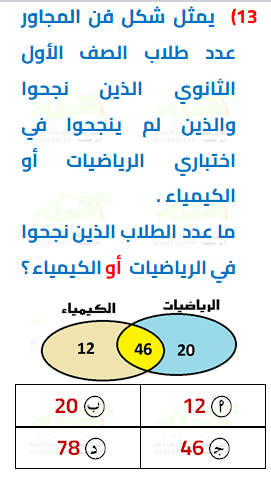 13) يمثل شكل فن المجاور
عدد طلاب الصف الأول
الثانوي الذين نجحوا
والذين لم ينجحوا في
اختباري الرياضيات أو
الكيمياء .
ما عدد الطلاب الذين نجحوا
في الرياضيات أو الكيمياء ؟
الرياضيات الكيمياء
12 46 20
م 12 ب 20
ج 46 د 78